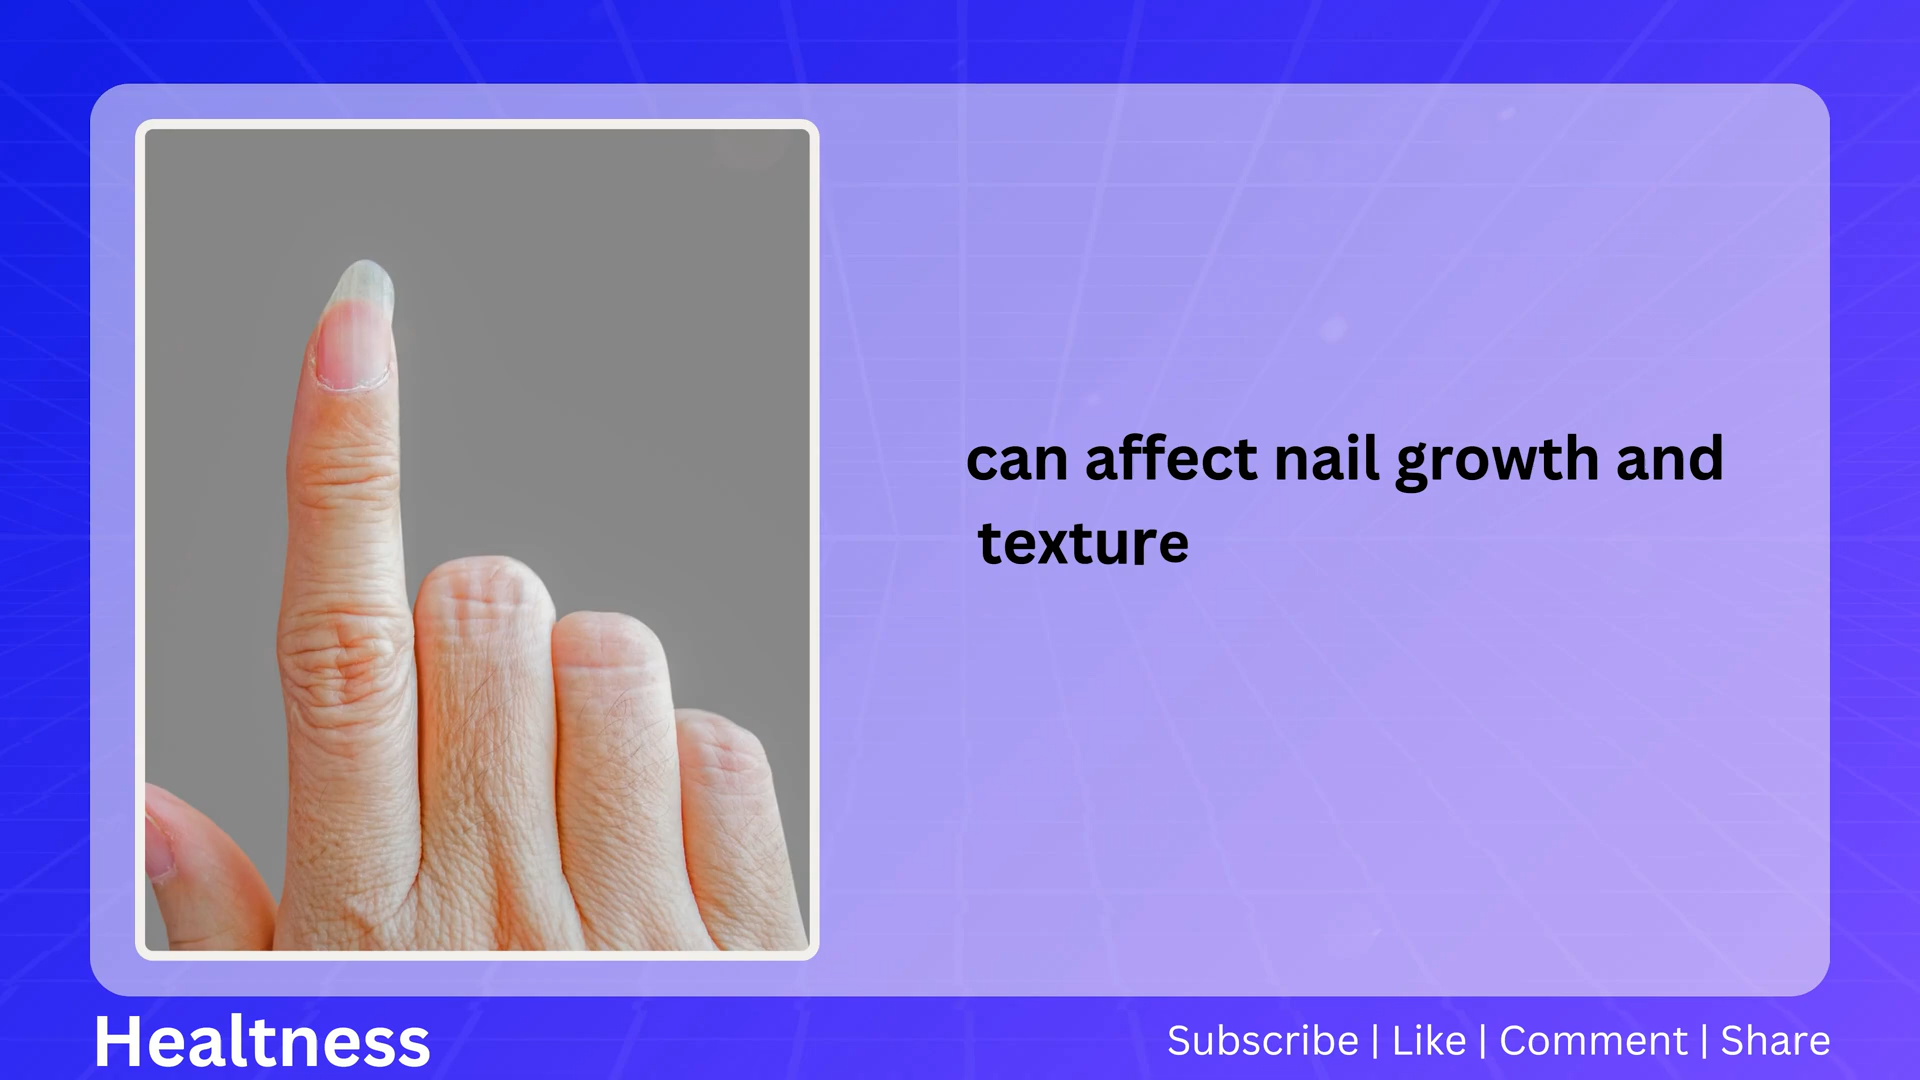 can affect nail growth and
texture
Healtness
Subscribe | Like | Comment | Share